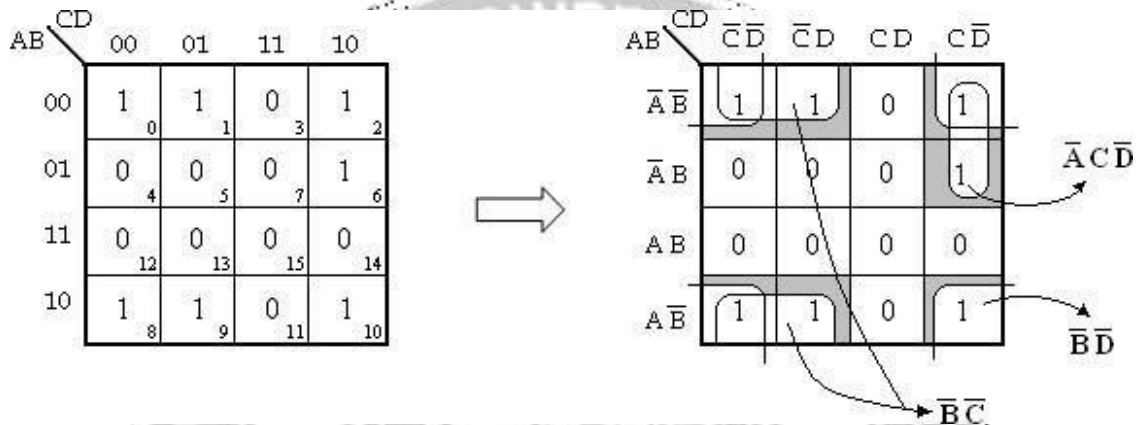 CD
AB 00 01 11 10
00 1 0 1 1 0 3 1 2
01 0 4 0 5 0 7 1 6
11 0 12 0 13 0 15 0 14
10 1 8 1 9 0 11 1 10
CD
AB C̅D̅ C̅D CD CD̅
A̅B̅ 1 1 0 1
A̅B 0 0 0 1
A̅CD̅
AB 0 0 0 0
AB̅ 1 1 0 1
B̅D̅
B̅C̅